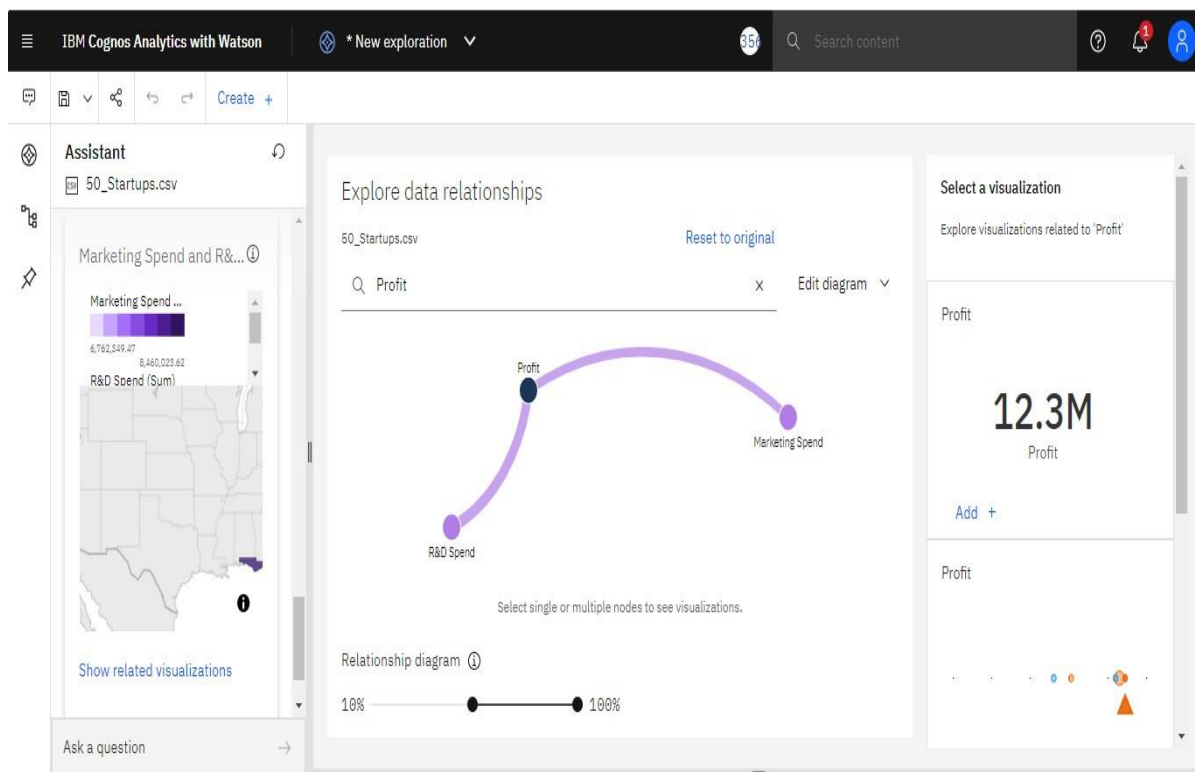 IBM Cognos Analytics with Watson
* New exploration
356
Search content
1
Create +
Assistant
50_Startups.csv
Marketing Spend and R&...
Marketing Spend ...
6,762,349.47
8,460,023.62
R&D Spend (Sum)
Show related visualizations
Ask a question
Explore data relationships
50_Startups.csv
Reset to original
Profit
Edit diagram
Profit
Marketing Spend
R&D Spend
Select single or multiple nodes to see visualizations.
Relationship diagram
10%
100%
Select a visualization
Explore visualizations related to 'Profit'
Profit
12.3M
Profit
Add +
Profit